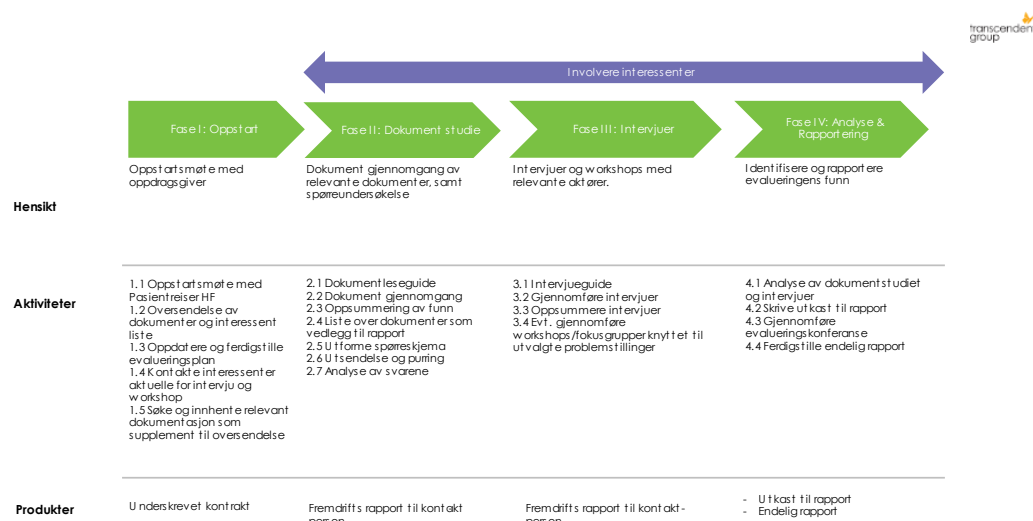 transcendent
group
Involvere interessenter
Fase I: Oppstart
Fase II: Dokument studie
Fase III: Intervjuer
Fase IV: Analyse &
Rapportering
Hensikt
Oppstartsmøte med
oppdragsgiver
Dokument gjennomgang av
relevante dokumenter, samt
spørreundersøkelse
Intervjuer og workshops med
relevante aktører.
Identifisere og rapportere
evalueringens funn
Aktiviteter
1.1 Oppstartsmøte med
Pasientreiser HF
1.2 Oversendelse av
dokumenter og interessent
liste
1.3 Oppdatere og ferdigstille
evalueringsplan
1.4 Kontakte interessenter
aktuelle for intervju og
workshop
1.5 Søke og innhente relevant
dokumentasjon som
supplement til oversendelse
2.1 Dokumentleseguide
2.2 Dokument gjennomgang
2.3 Oppsummering av funn
2.4 Liste over dokumenter som
vedlegg til rapport
2.5 Utforme spørreskjema
2.6 Utsendelse og purring
2.7 Analyse av svarene
3.1 Intervjueguide
3.2 Gjennomføre intervjuer
3.3 Oppsummere intervjuer
3.4 Evt. gjennomføre
workshops/fokusgrupper knyttet til
utvalgte problemstillinger
4.1 Analyse av dokumentstudiet
og intervjuer
4.2 Skrive utkast til rapport
4.3 Gjennomføre
evalueringskonferanse
4.4 Ferdigstille endelig rapport
Produkter
Underskrevet kontrakt
Fremdrifts rapport til kontakt
person
Fremdrifts rapport til kontakt-
person
- Utkast til rapport
- Endelig rapport